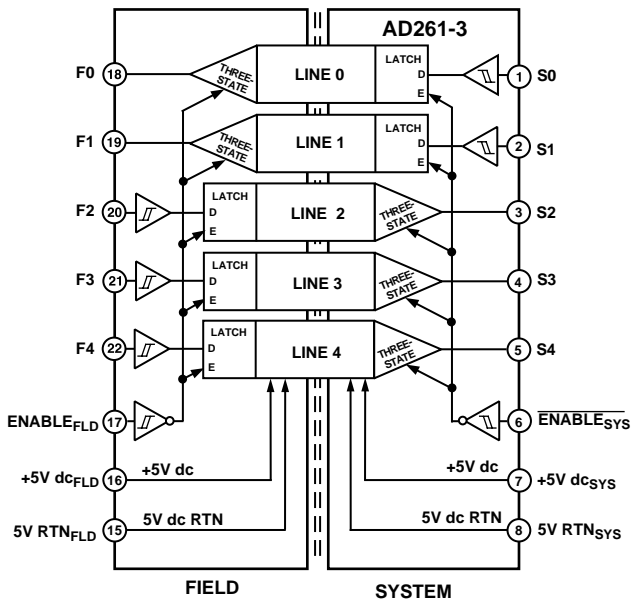 AD261-3
F0 18 THREE-STATE LINE 0 LATCH D E 1 S0
F1 19 THREE-STATE LINE 1 LATCH D E 2 S1
F2 20 LATCH D E LINE 2 THREE-STATE 3 S2
F3 21 LATCH D E LINE 3 THREE-STATE 4 S3
F4 22 LATCH D E LINE 4 THREE-STATE 5 S4
ENABLEFLD 17 6 ENABLESYS
+5V dcFLD 16 +5V dc +5V dc 7 +5V dcSYS
5V RTNFLD 15 5V dc RTN 5V dc RTN 8 5V RTNSYS
FIELD SYSTEM